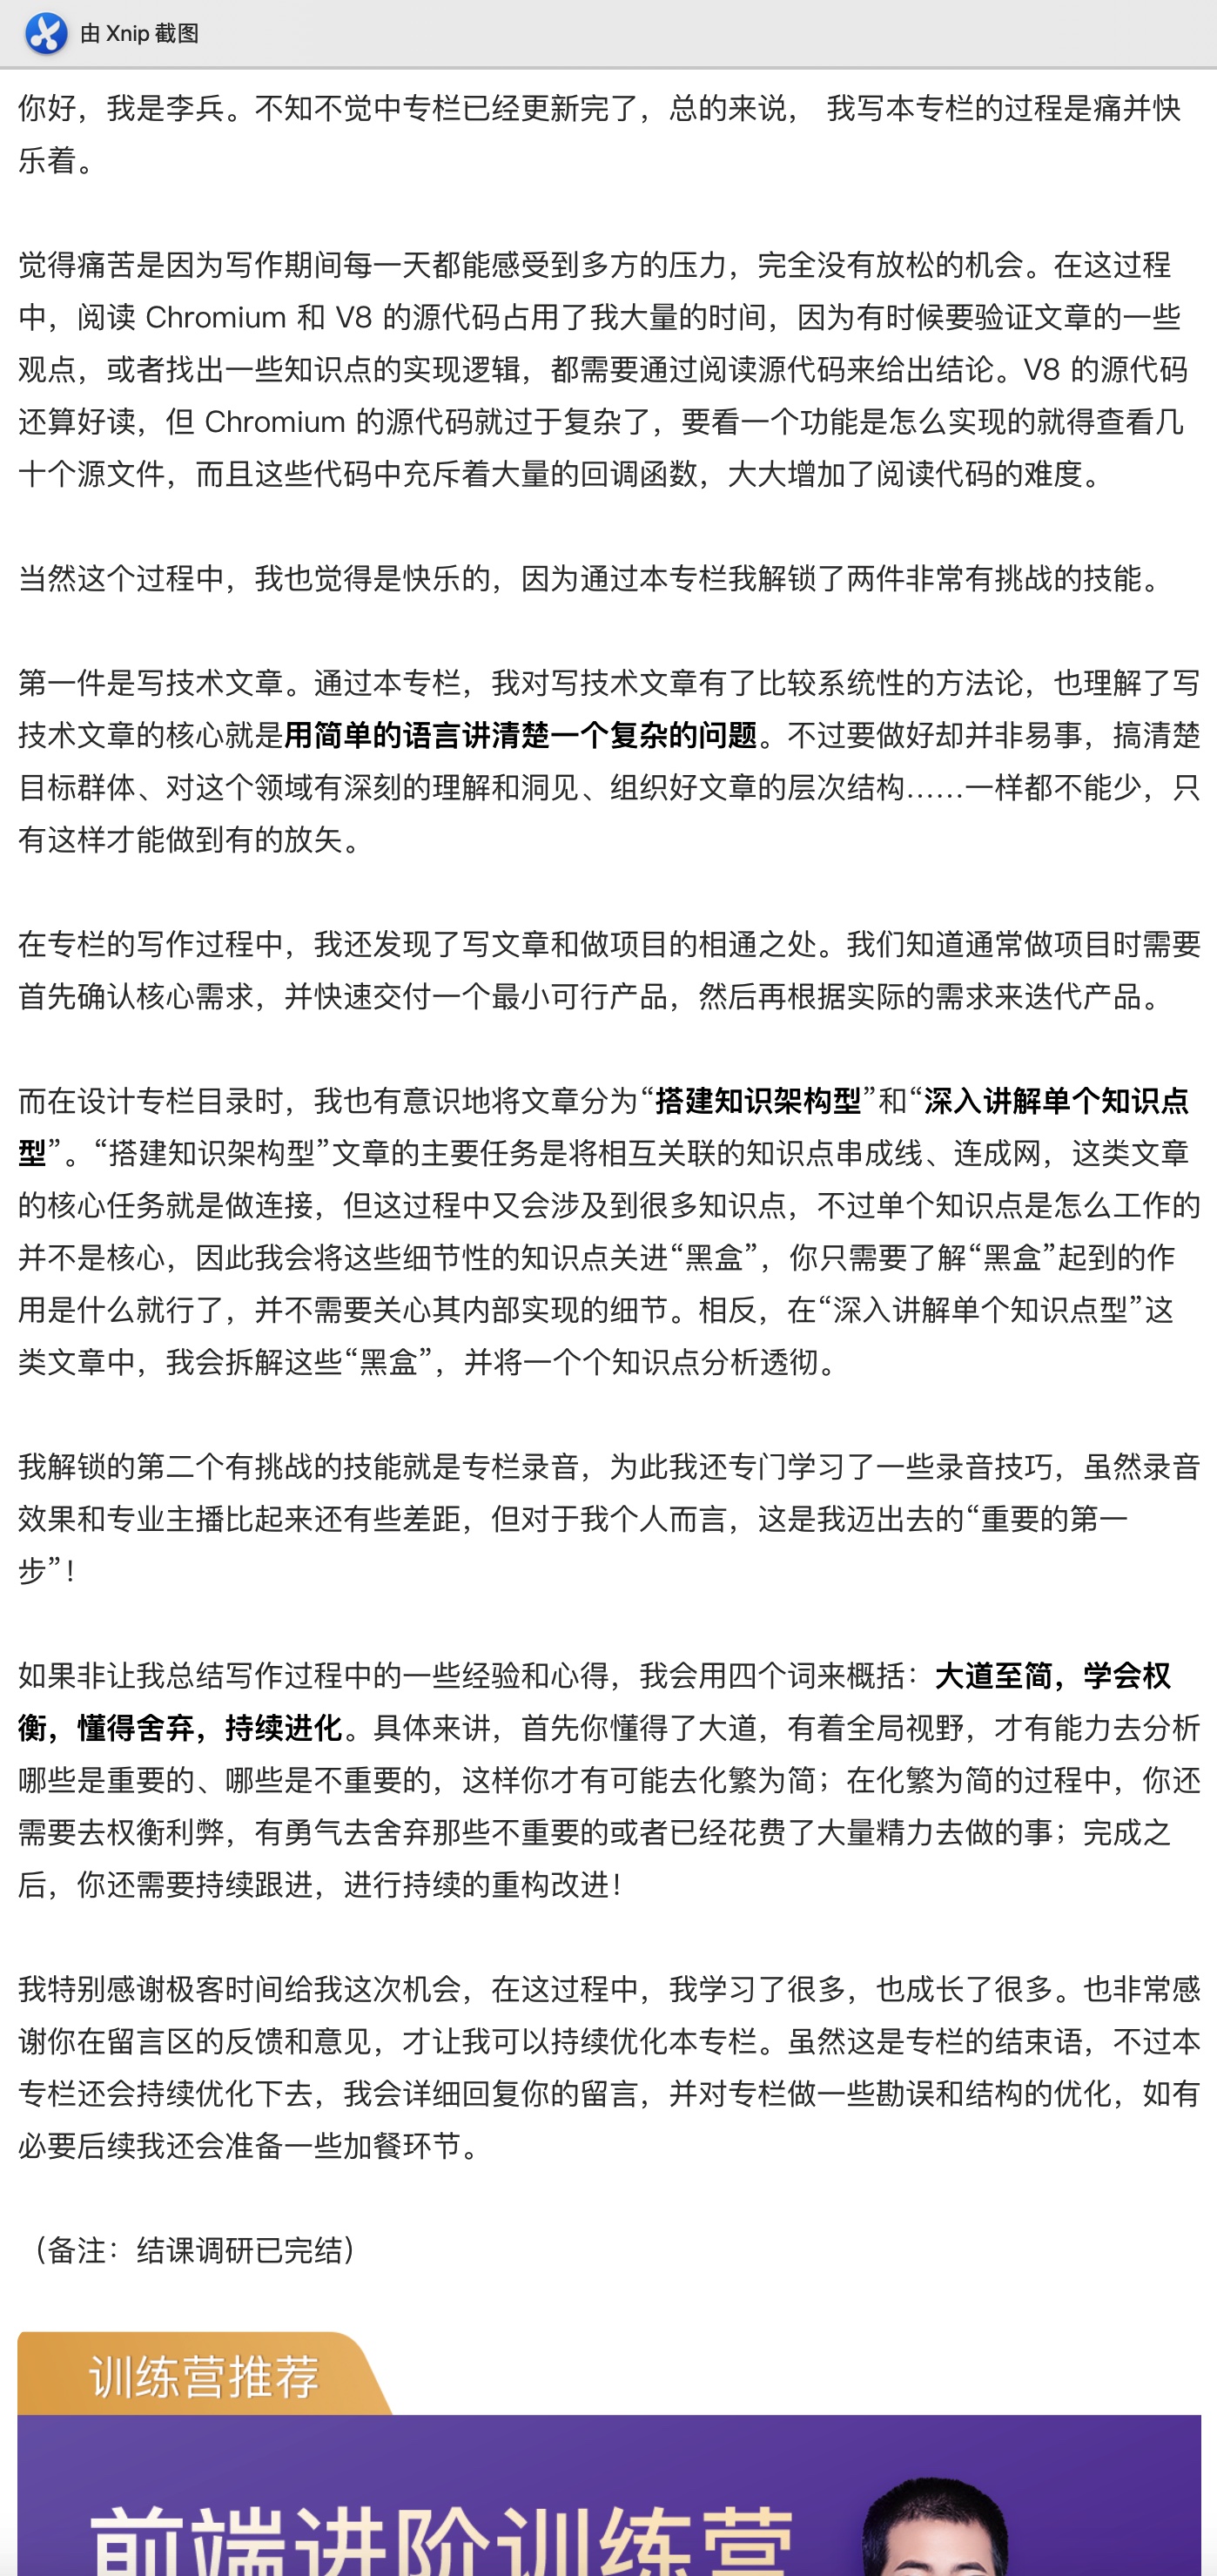 由 Xnip 截图
你好，我是李兵。不知不觉中专栏已经更新完了，总的来说， 我写本专栏的过程是痛并快
乐着。
觉得痛苦是因为写作期间每一天都能感受到多方的压力，完全没有放松的机会。在这过程
中，阅读 Chromium 和 V8 的源代码占用了我大量的时间，因为有时候要验证文章的一些
观点，或者找出一些知识点的实现逻辑，都需要通过阅读源代码来给出结论。V8 的源代码
还算好读，但 Chromium 的源代码就过于复杂了，要看一个功能是怎么实现的就得查看几
十个源文件，而且这些代码中充斥着大量的回调函数，大大增加了阅读代码的难度。
当然这个过程中，我也觉得是快乐的，因为通过本专栏我解锁了两件非常有挑战的技能。
第一件是写技术文章。通过本专栏，我对写技术文章有了比较系统性的方法论，也理解了写
技术文章的核心就是用简单的语言讲清楚一个复杂的问题。不过要做好却并非易事，搞清楚
目标群体、对这个领域有深刻的理解和洞见、组织好文章的层次结构……一样都不能少，只
有这样才能做到有的放矢。
在专栏的写作过程中，我还发现了写文章和做项目的相通之处。我们知道通常做项目时需要
首先确认核心需求，并快速交付一个最小可行产品，然后再根据实际的需求来迭代产品。
而在设计专栏目录时，我也有意识地将文章分为“搭建知识架构型”和“深入讲解单个知识点
型”。“搭建知识架构型”文章的主要任务是将相互关联的知识点串成线、连成网，这类文章
的核心任务就是做连接，但这过程中又会涉及到很多知识点，不过单个知识点是怎么工作的
并不是核心，因此我会将这些细节性的知识点关进“黑盒”，你只需要了解“黑盒”起到的作
用是什么就行了，并不需要关心其内部实现的细节。相反，在“深入讲解单个知识点型”这
类文章中，我会拆解这些“黑盒”，并将一个个知识点分析透彻。
我解锁的第二个有挑战的技能就是专栏录音，为此我还专门学习了一些录音技巧，虽然录音
效果和专业主播比起来还有些差距，但对于我个人而言，这是我迈出去的“重要的第一
步”！
如果非让我总结写作过程中的一些经验和心得，我会用四个词来概括：大道至简，学会权
衡，懂得舍弃，持续进化。具体来讲，首先你懂得了大道，有着全局视野，才有能力去分析
哪些是重要的、哪些是不重要的，这样你才有可能去化繁为简；在化繁为简的过程中，你还
需要去权衡利弊，有勇气去舍弃那些不重要的或者已经花费了大量精力去做的事；完成之
后，你还需要持续跟进，进行持续的重构改进！
我特别感谢极客时间给我这次机会，在这过程中，我学习了很多，也成长了很多。也非常感
谢你在留言区的反馈和意见，才让我可以持续优化本专栏。虽然这是专栏的结束语，不过本
专栏还会持续优化下去，我会详细回复你的留言，并对专栏做一些勘误和结构的优化，如有
必要后续我还会准备一些加餐环节。
（备注：结课调研已完结）
训练营推荐
前端进阶训练营